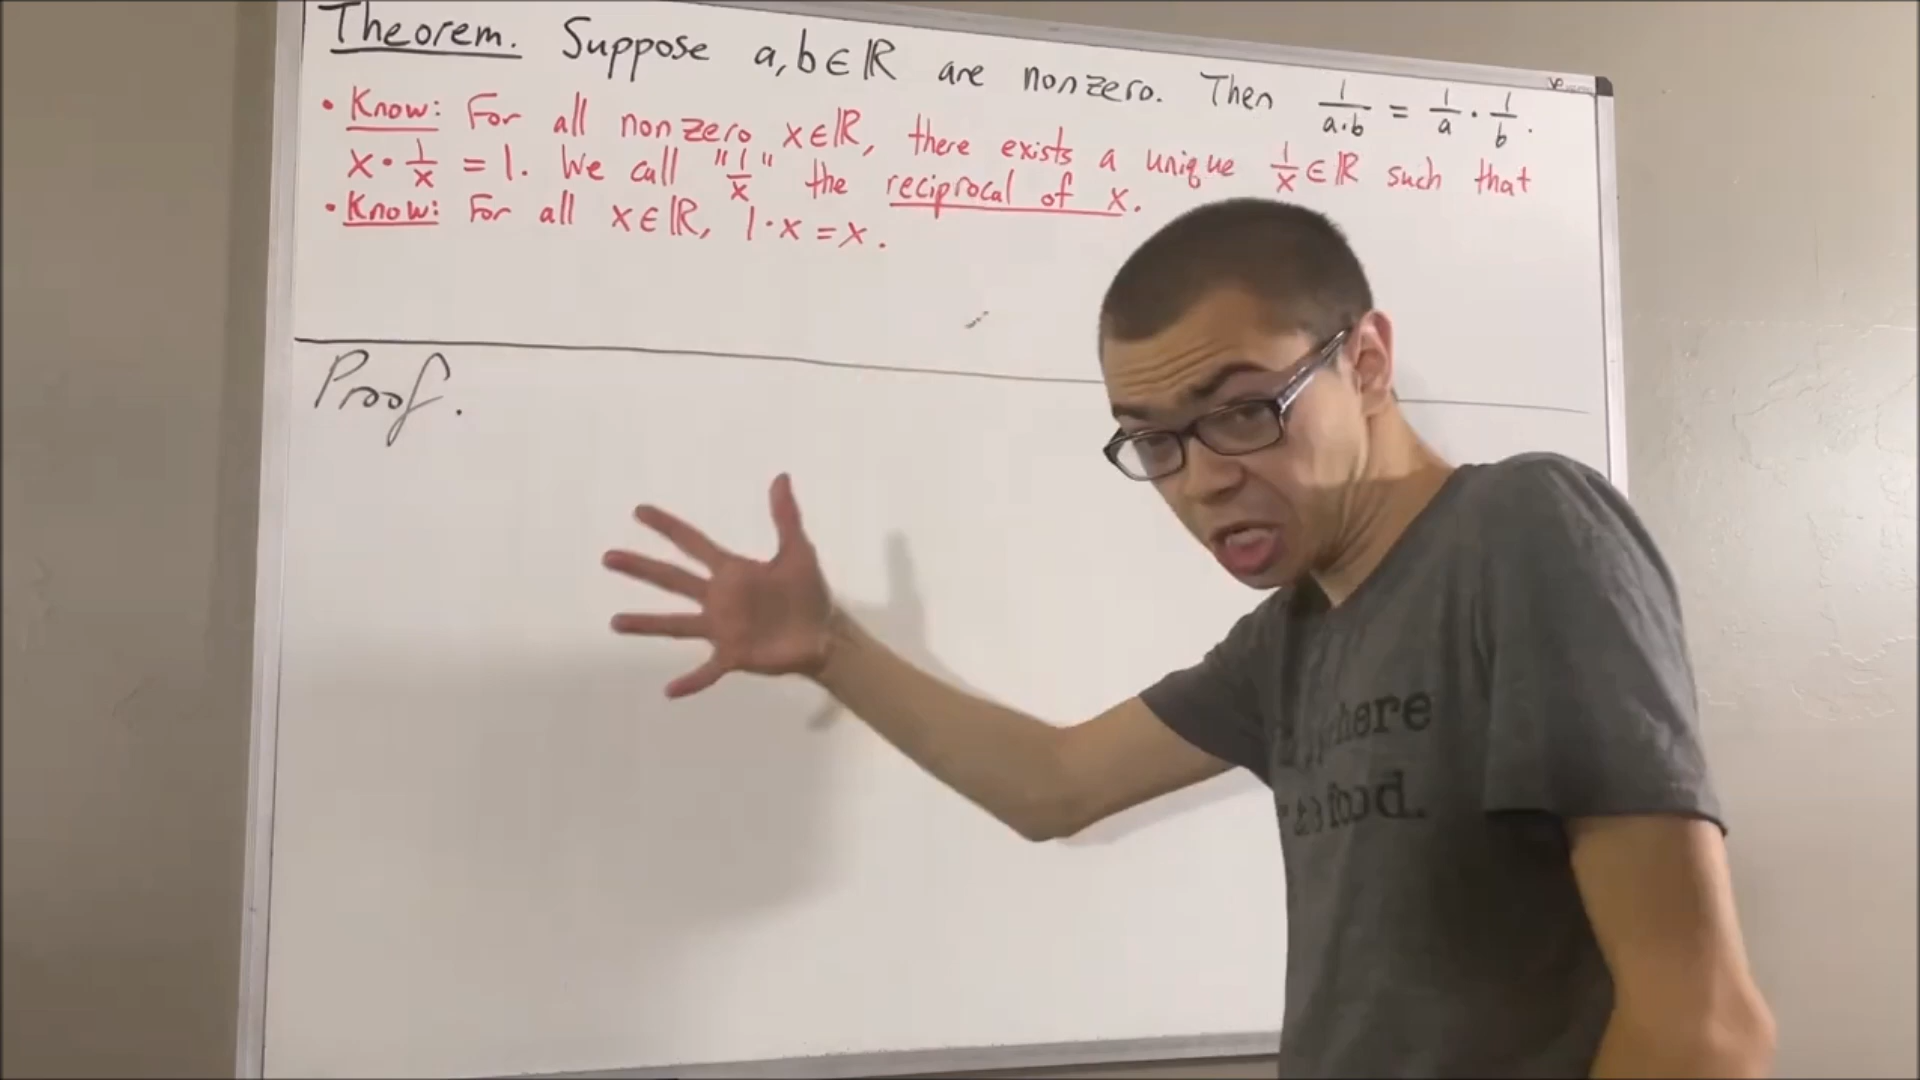 Theorem. Suppose a, b ∈ ℝ are nonzero. Then 1/(a·b) = 1/a · 1/b.
• Know: For all nonzero x ∈ ℝ, there exists a unique 1/x ∈ ℝ such that
x · 1/x = 1. We call "1/x" the reciprocal of x.
• Know: For all x ∈ ℝ, 1·x = x.
Proof.
food.